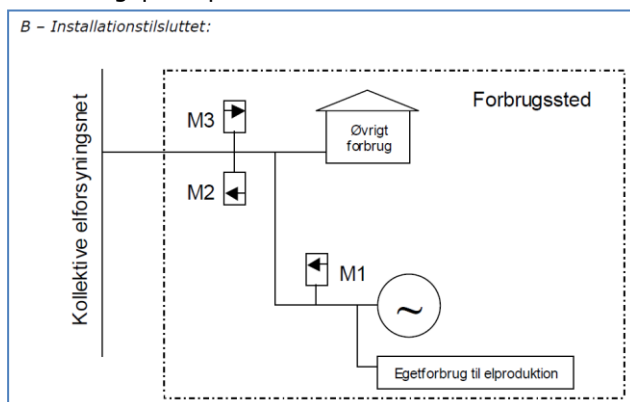 B – Installationstilsluttet:
Forbrugssted
M3
Øvrigt
forbrug
M2
Kollektive elforsyningsnet
M1
~
Egetforbrug til elproduktion